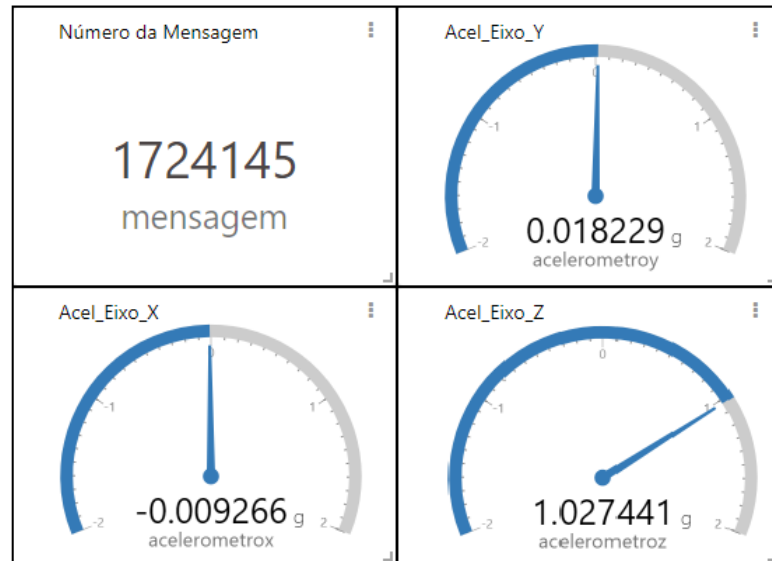 Número da Mensagem
1724145
mensagem
Acel_Eixo_Y
0
-1
1
-2
2
0.018229 g
acelerometroy
Acel_Eixo_X
0
-1
1
-2
2
-0.009266 g
acelerometrox
Acel_Eixo_Z
0
-1
1
-2
2
1.027441 g
acelerometroz